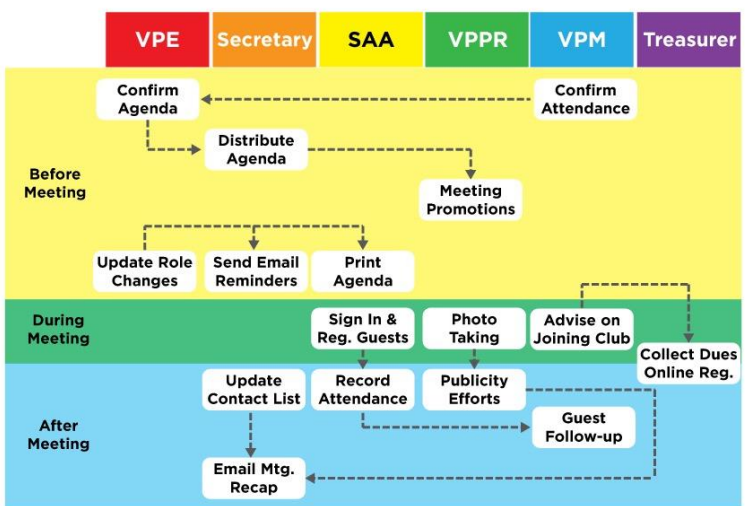 VPE
Secretary
SAA
VPPR
VPM
Treasurer
Before
Meeting
Confirm
Agenda
Confirm
Attendance
Distribute
Agenda
Meeting
Promotions
Update Role
Changes
Send Email
Reminders
Print
Agenda
During
Meeting
Sign In &
Reg. Guests
Photo
Taking
Advise on
Joining Club
Collect Dues
Online Reg.
After
Meeting
Update
Contact List
Record
Attendance
Publicity
Efforts
Guest
Follow-up
Email Mtg.
Recap